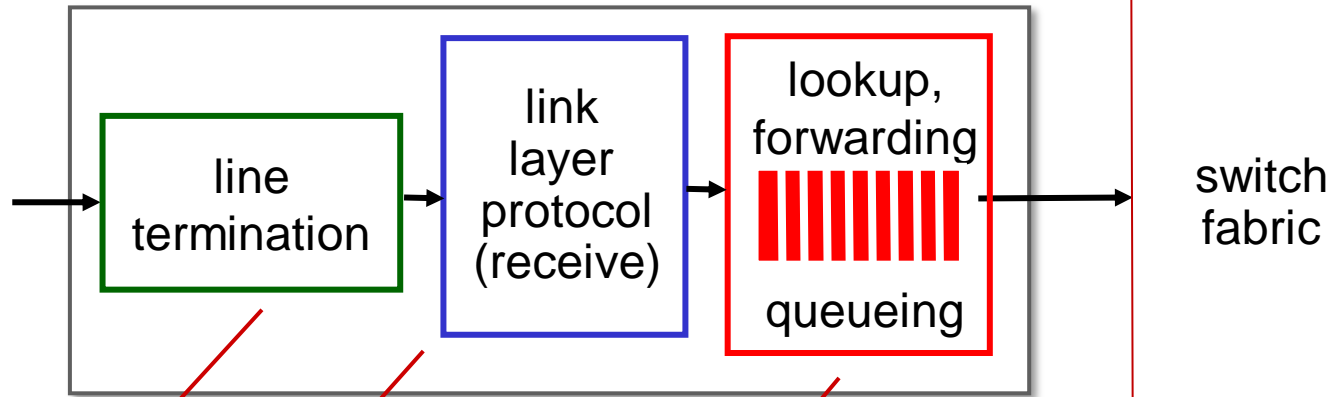 line
termination
link
layer
protocol
(receive)
lookup,
forwarding
queueing
switch
fabric